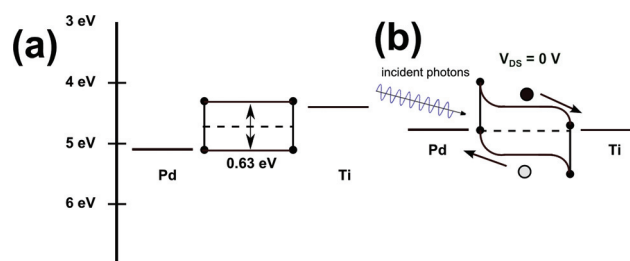 (a)
3 eV
4 eV
5 eV
6 eV
Pd
0.63 eV
Ti
(b)
V_DS = 0 V
incident photons
Pd
Ti